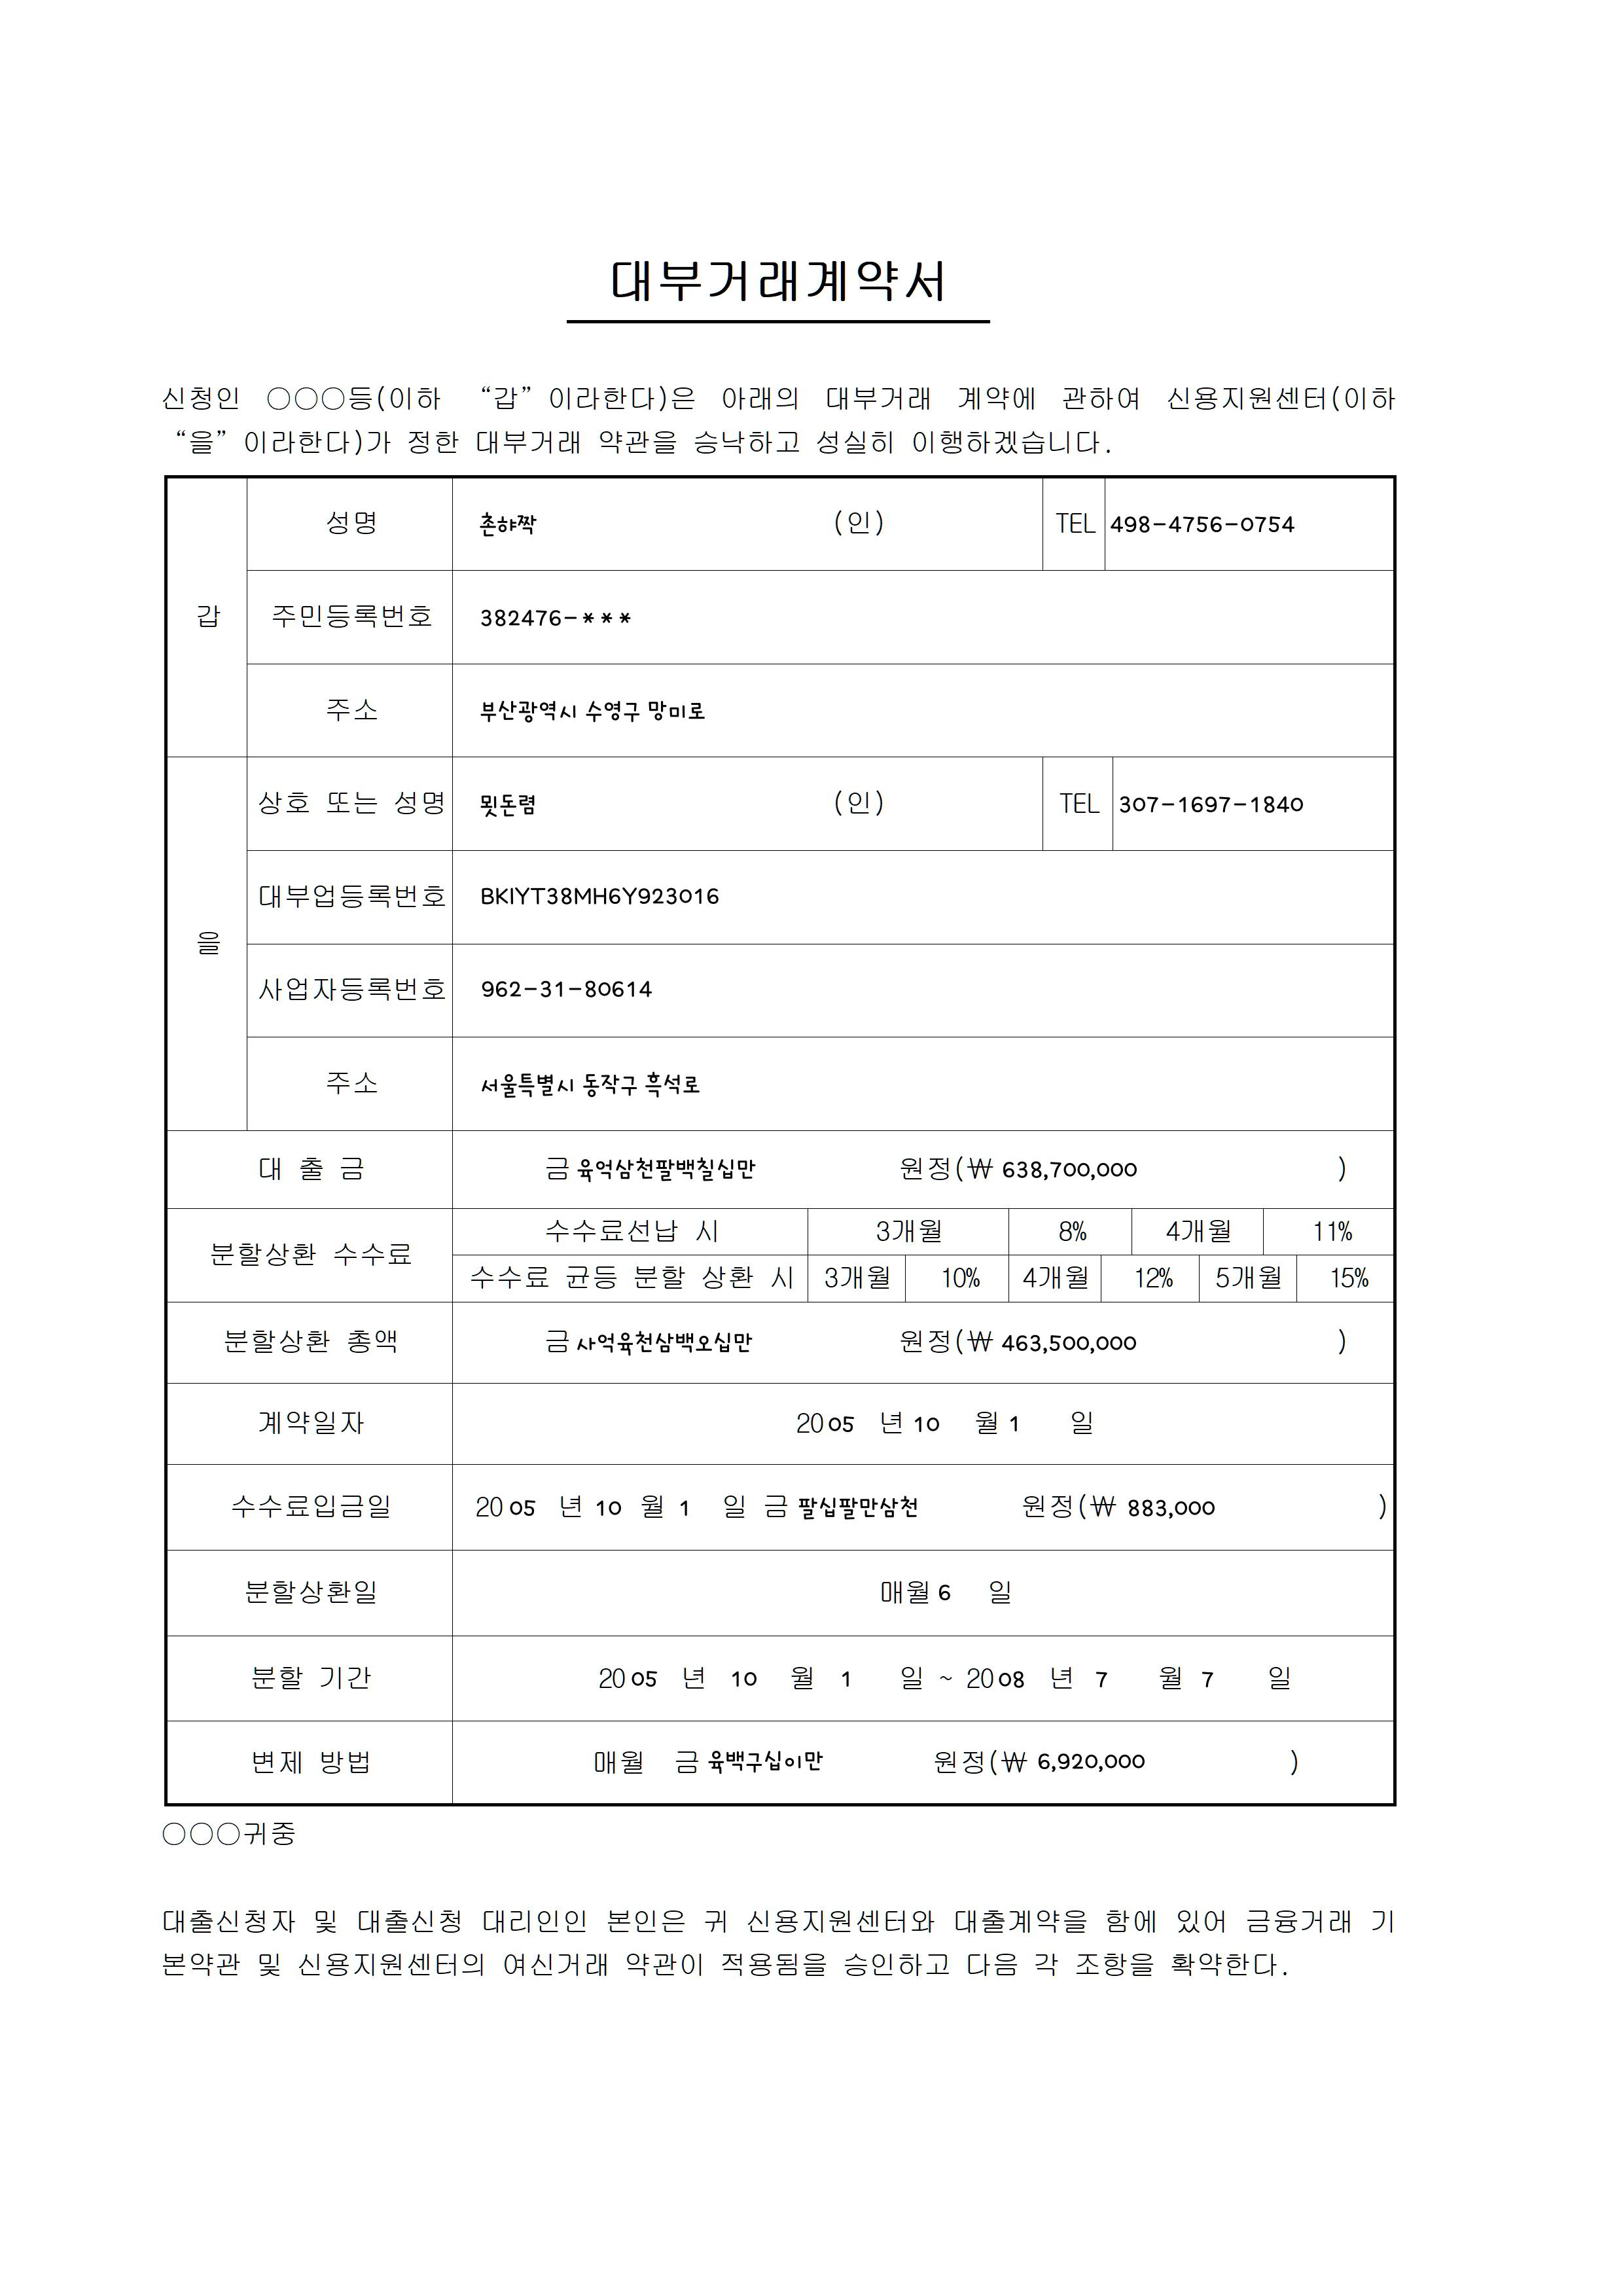 대부거래계약서
신청인 ○○○등(이하 “갑”이라한다)은 아래의 대부거래 계약에 관하여 신용지원센터(이하
“을”이라한다)가 정한 대부거래 약관을 승낙하고 성실히 이행하겠습니다.
갑
성명 촌햐짝 (인) TEL 498-4756-0754
주민등록번호 382476-***
주소 부산광역시 수영구 망미로
을
상호 또는 성명 묏돈렴 (인) TEL 307-1697-1840
대부업등록번호 BKIYT38MH6Y923016
사업자등록번호 962-31-80614
주소 서울특별시 동작구 흑석로
대 출 금 금 육억삼천팔백칠십만 원정(₩ 638,700,000 )
분할상환 수수료
수수료선납 시 3개월 8% 4개월 11%
수수료 균등 분할 상환 시 3개월 10% 4개월 12% 5개월 15%
분할상환 총액 금 사억육천삼백오십만 원정(₩ 463,500,000 )
계약일자 2005 년 10 월 1 일
수수료입금일 2005 년 10 월 1 일 금 팔십팔만삼천 원정(₩ 883,000 )
분할상환일 매월 6 일
분할 기간 2005 년 10 월 1 일 ~ 2008 년 7 월 7 일
변제 방법 매월 금 육백구십이만 원정(₩ 6,920,000 )
○○○귀중
대출신청자 및 대출신청 대리인인 본인은 귀 신용지원센터와 대출계약을 함에 있어 금융거래 기
본약관 및 신용지원센터의 여신거래 약관이 적용됨을 승인하고 다음 각 조항을 확약한다.